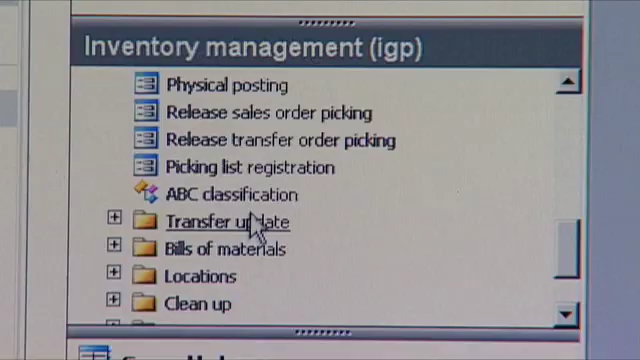 Inventory management (igp)
Physical posting
Release sales order picking
Release transfer order picking
Picking list registration
ABC classification
Transfer update
Bills of materials
Locations
Clean up